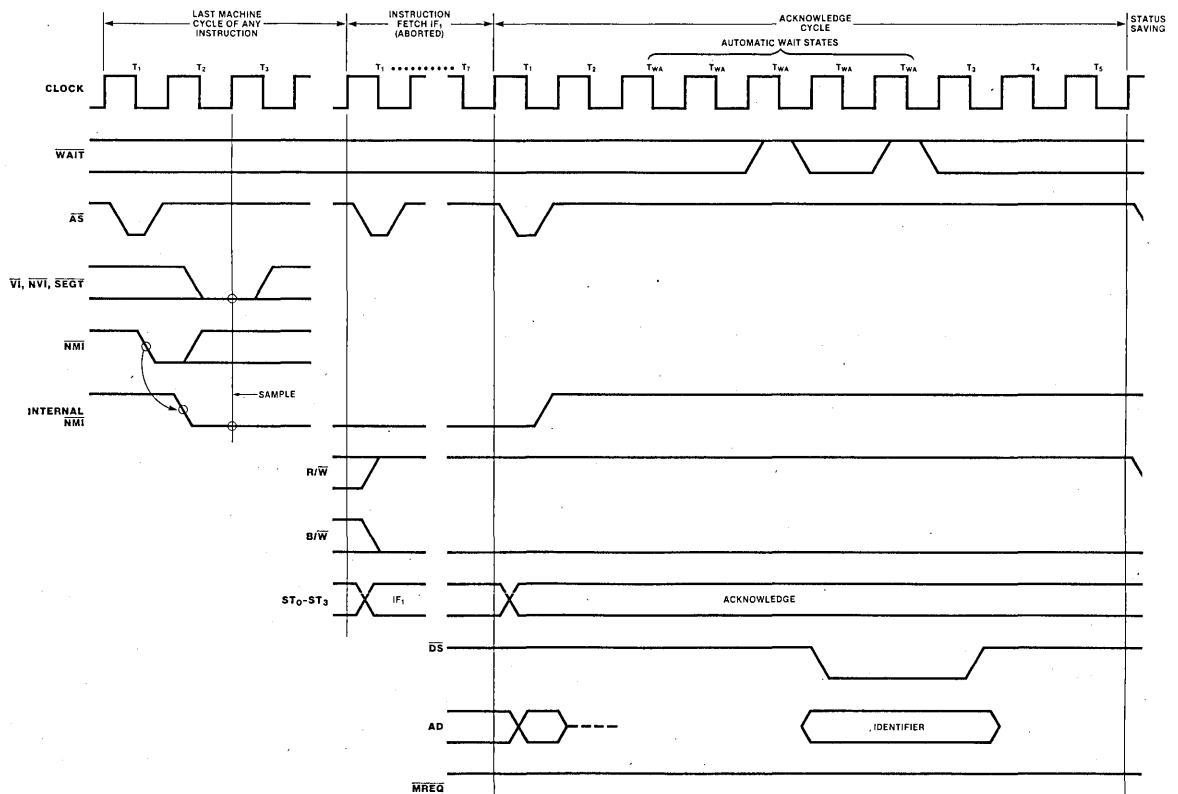 LAST MACHINE
CYCLE OF ANY
INSTRUCTION
INSTRUCTION
FETCH IF₁
(ABORTED)
ACKNOWLEDGE
CYCLE
STATUS
SAVING
AUTOMATIC WAIT STATES
T₁ T₂ T₃ T₁ T₇ T₁ T₂ TWA TWA TWA TWA TWA T₃ T₄ T₅
CLOCK
WAIT
AS
VI, NVI, SEGT
NMI
SAMPLE
INTERNAL
NMI
R/W
B/W
ST₀-ST₃ IF₁ ACKNOWLEDGE
DS
AD IDENTIFIER
MREQ